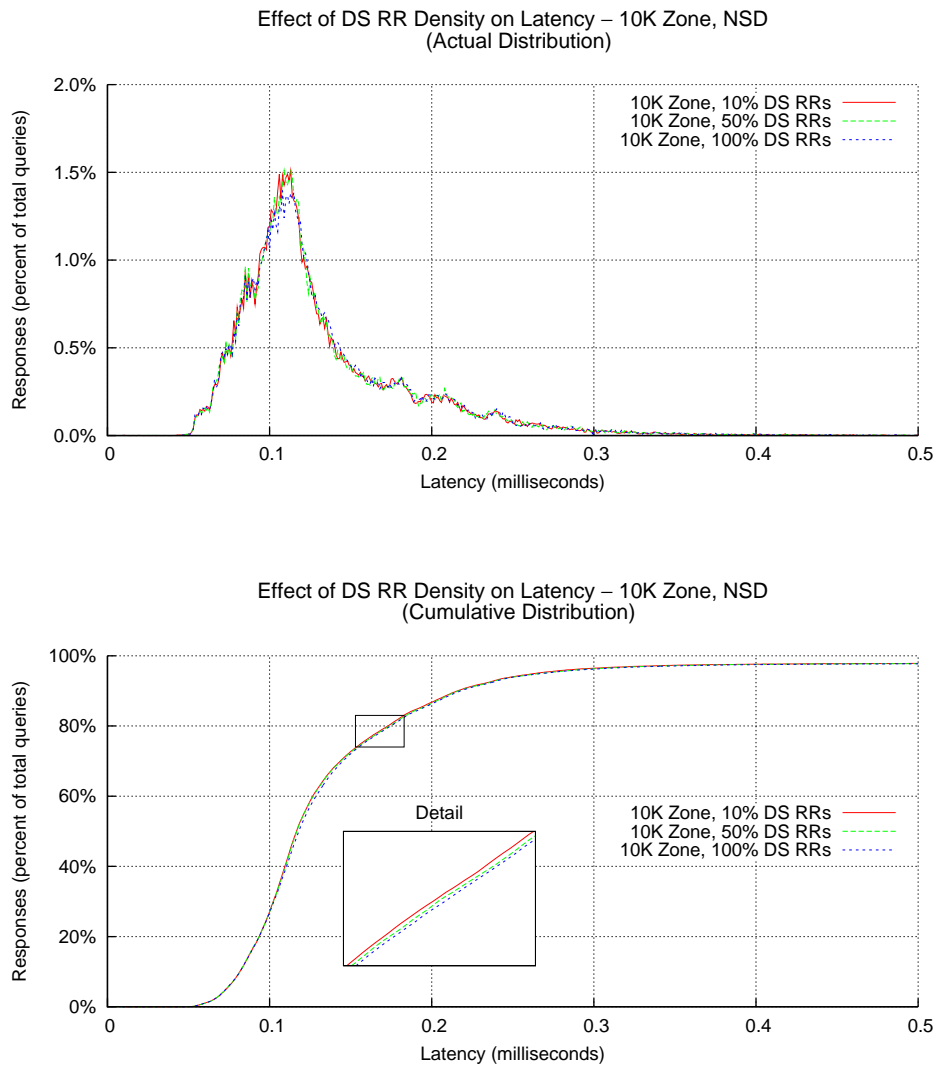 Effect of DS RR Density on Latency – 10K Zone, NSD
(Actual Distribution)
2.0%
1.5%
1.0%
0.5%
0.0%
Responses (percent of total queries)
10K Zone, 10% DS RRs
10K Zone, 50% DS RRs
10K Zone, 100% DS RRs
0 0.1 0.2 0.3 0.4 0.5
Latency (milliseconds)
Effect of DS RR Density on Latency – 10K Zone, NSD
(Cumulative Distribution)
100%
80%
60%
40%
20%
0%
Responses (percent of total queries)
Detail
10K Zone, 10% DS RRs
10K Zone, 50% DS RRs
10K Zone, 100% DS RRs
0 0.1 0.2 0.3 0.4 0.5
Latency (milliseconds)